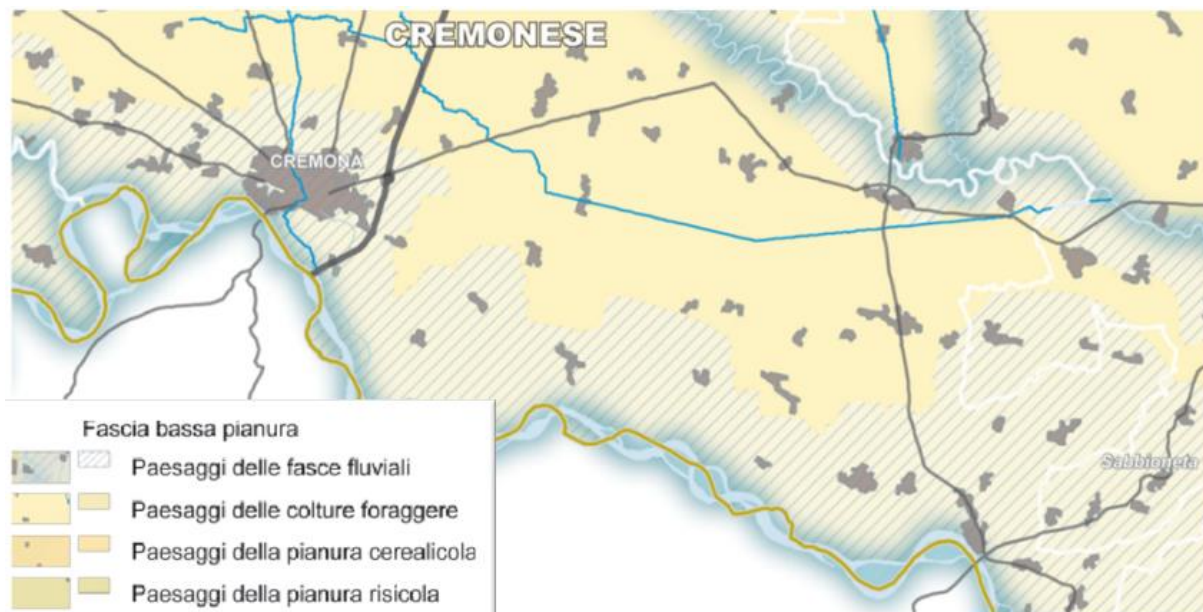 CREMONESE
CREMONA
Sabbioneta
Fascia bassa pianura
Paesaggi delle fasce fluviali
Paesaggi delle colture foraggere
Paesaggi della pianura cerealicola
Paesaggi della pianura risicola